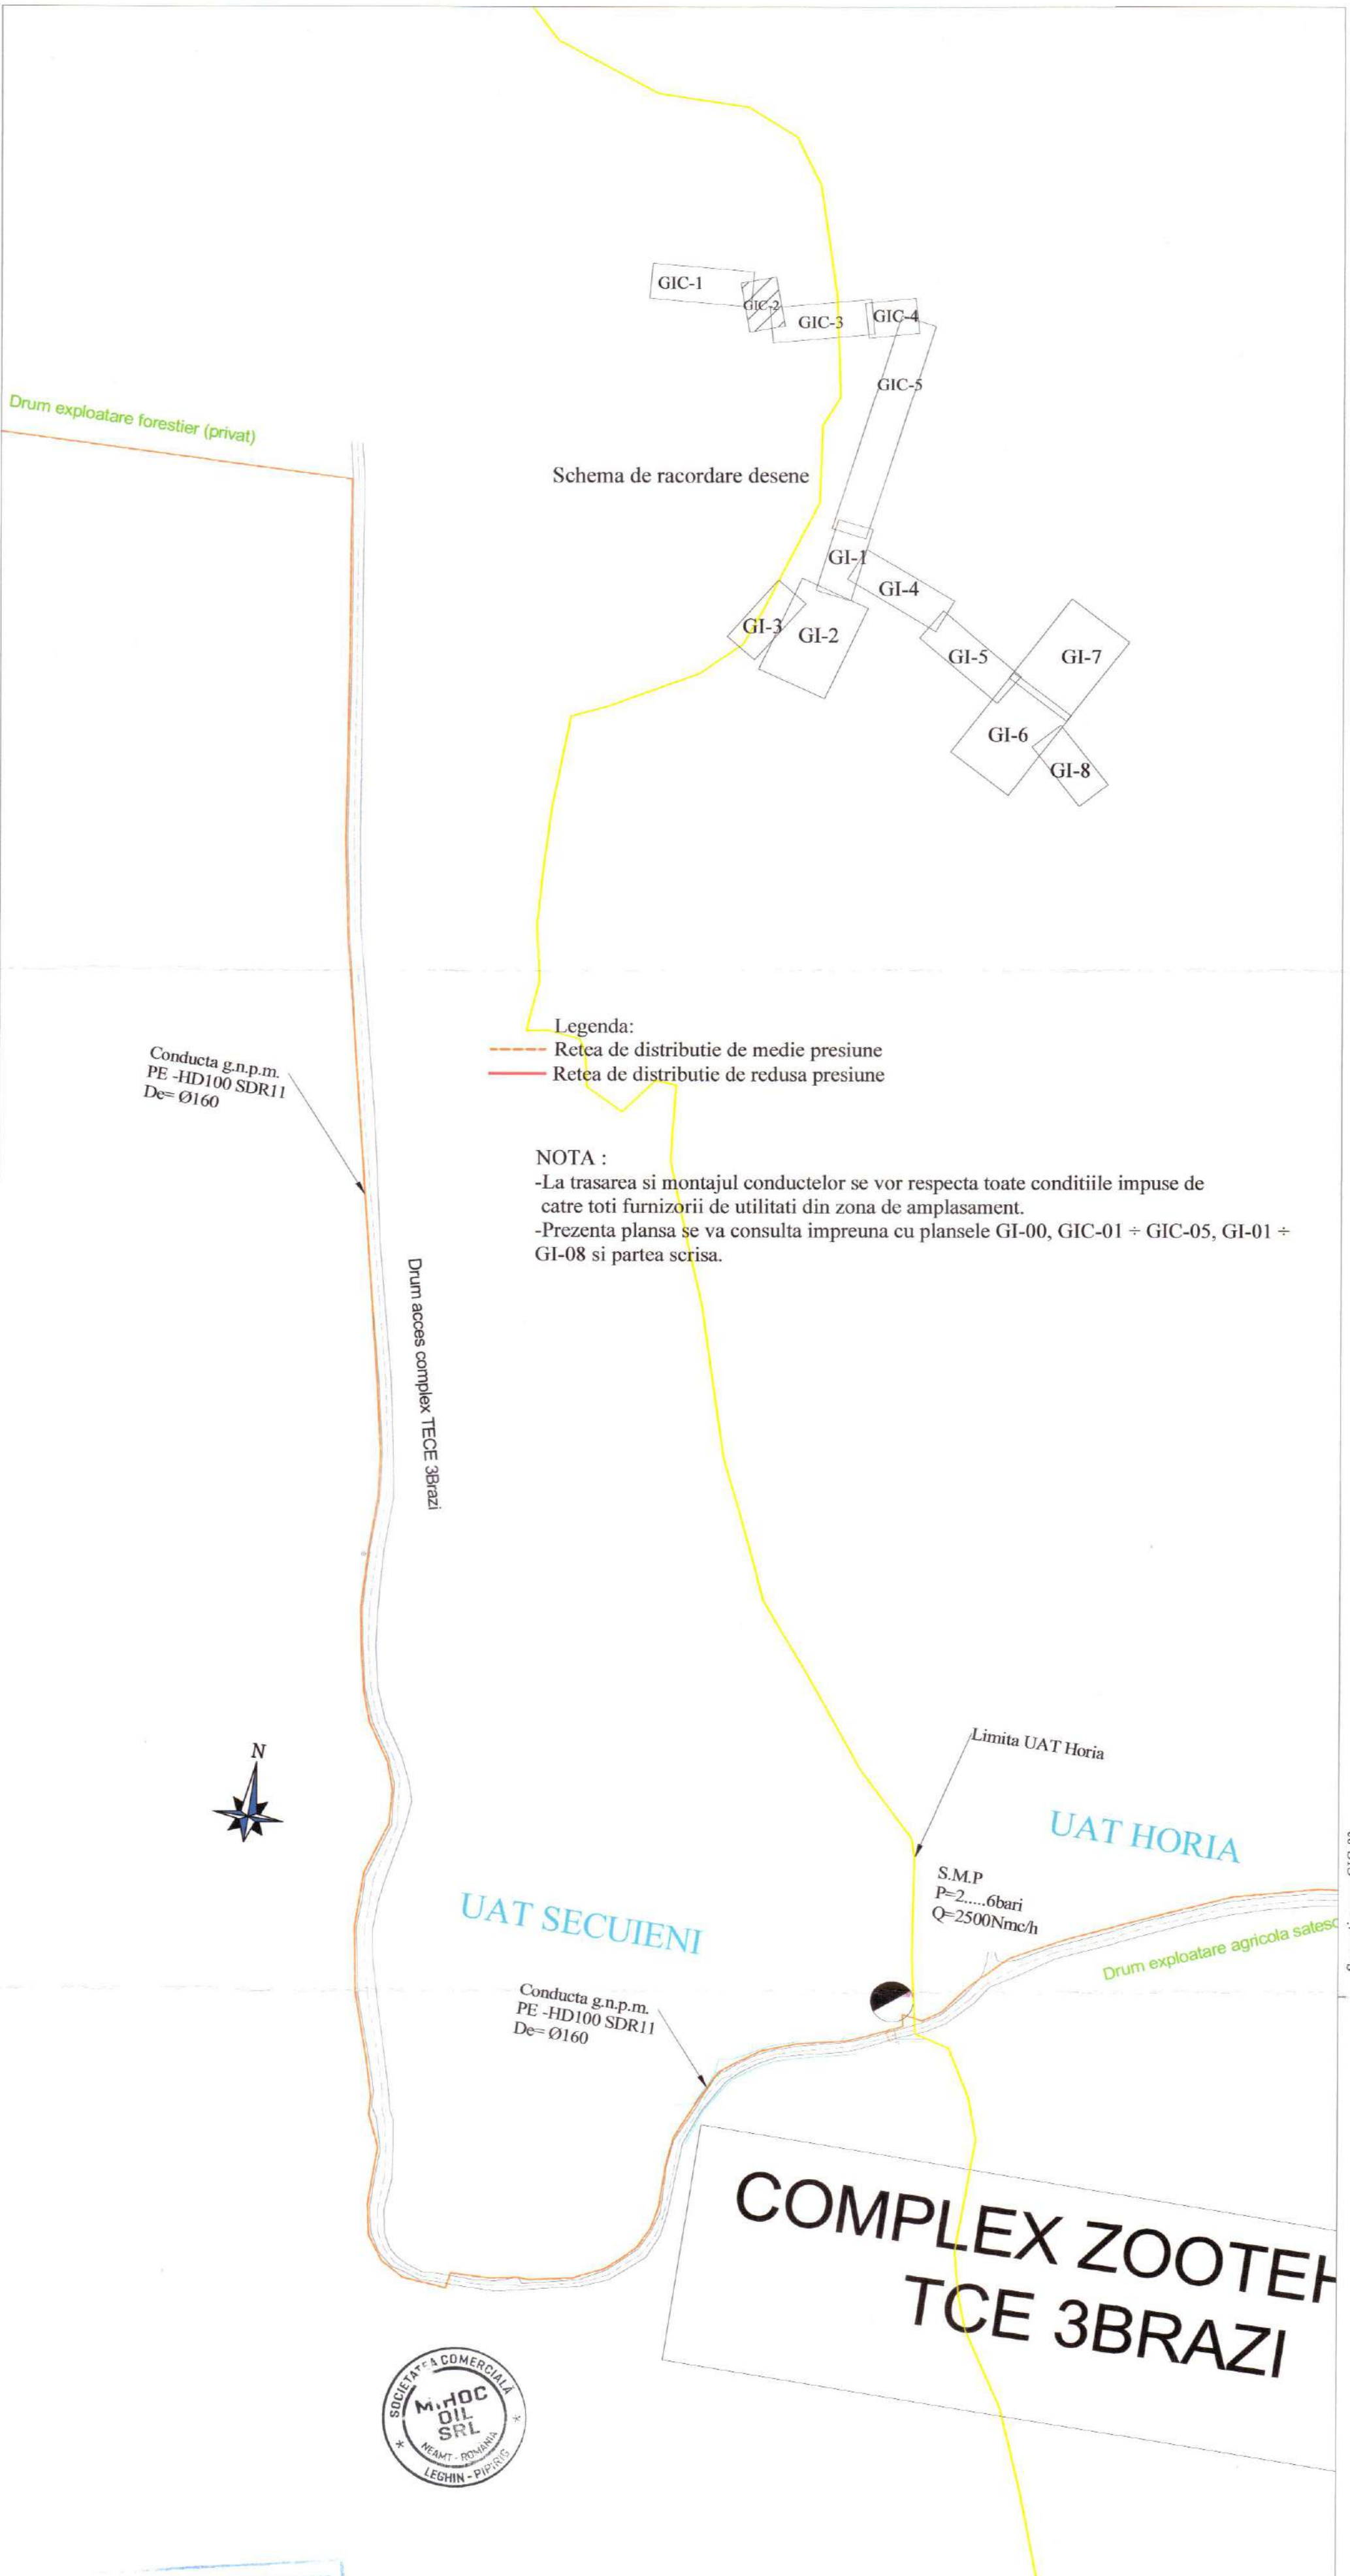 GIC-1
GIC-2
GIC-3
GIC-4
GIC-5
Drum exploatare forestier (privat)
Schema de racordare desene
GI-1
GI-4
GI-3
GI-2
GI-5
GI-7
GI-6
GI-8
Legenda:
Retea de distributie de medie presiune
Retea de distributie de redusa presiune
Conducta g.n.p.m.
PE -HD100 SDR11
De= Ø160
NOTA :
-La trasarea si montajul conductelor se vor respecta toate conditiile impuse de
catre toti furnizorii de utilitati din zona de amplasament.
-Prezenta plansa se va consulta impreuna cu plansele GI-00, GIC-01 ÷ GIC-05, GI-01 ÷
GI-08 si partea scrisa.
Drum acces complex TECE 3Brazi
N
Limita UAT Horia
UAT HORIA
S.M.P
P=2.....6bari
Q=2500Nmc/h
UAT SECUIENI
Drum exploatare agricola satesc
Conducta g.n.p.m.
PE -HD100 SDR11
De= Ø160
COMPLEX ZOOTEH
TCE 3BRAZI
SOCIETATEA COMERCIALĂ
MIHOC
OIL
SRL
NEAMT - ROMANIA
LEGHIN - PIPIRIG